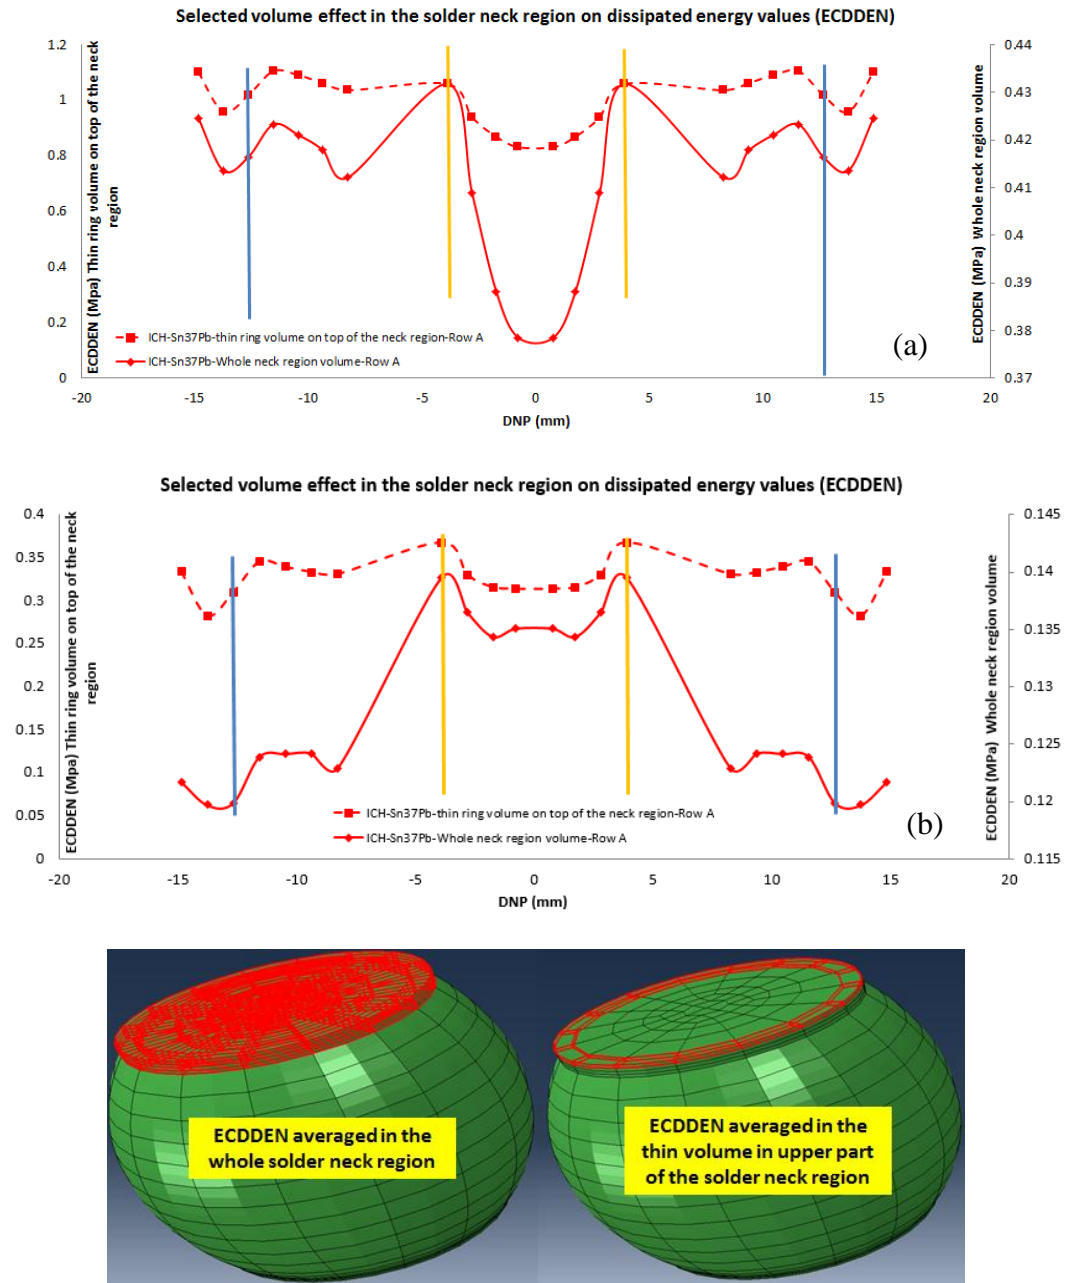 Selected volume effect in the solder neck region on dissipated energy values (ECDDEN)
ECDDEN (Mpa) Thin ring volume on top of the neck
region
1.2
1
0.8
0.6
0.4
0.2
0
0.44
0.43
0.42
0.41
0.4
0.39
0.38
0.37
ECDDEN (MPa) Whole neck region volume
ICH-Sn37Pb-thin ring volume on top of the neck region-Row A
ICH-Sn37Pb-Whole neck region volume-Row A
(a)
-20 -15 -10 -5 0 5 10 15 20
DNP (mm)
Selected volume effect in the solder neck region on dissipated energy values (ECDDEN)
ECDDEN (Mpa) Thin ring volume on top of the neck
region
0.4
0.35
0.3
0.25
0.2
0.15
0.1
0.05
0
0.145
0.14
0.135
0.13
0.125
0.12
0.115
ECDDEN (MPa) Whole neck region volume
ICH-Sn37Pb-thin ring volume on top of the neck region-Row A
ICH-Sn37Pb-Whole neck region volume-Row A
(b)
-20 -15 -10 -5 0 5 10 15 20
DNP (mm)
ECDDEN averaged in the
whole solder neck region
ECDDEN averaged in the
thin volume in upper part
of the solder neck region